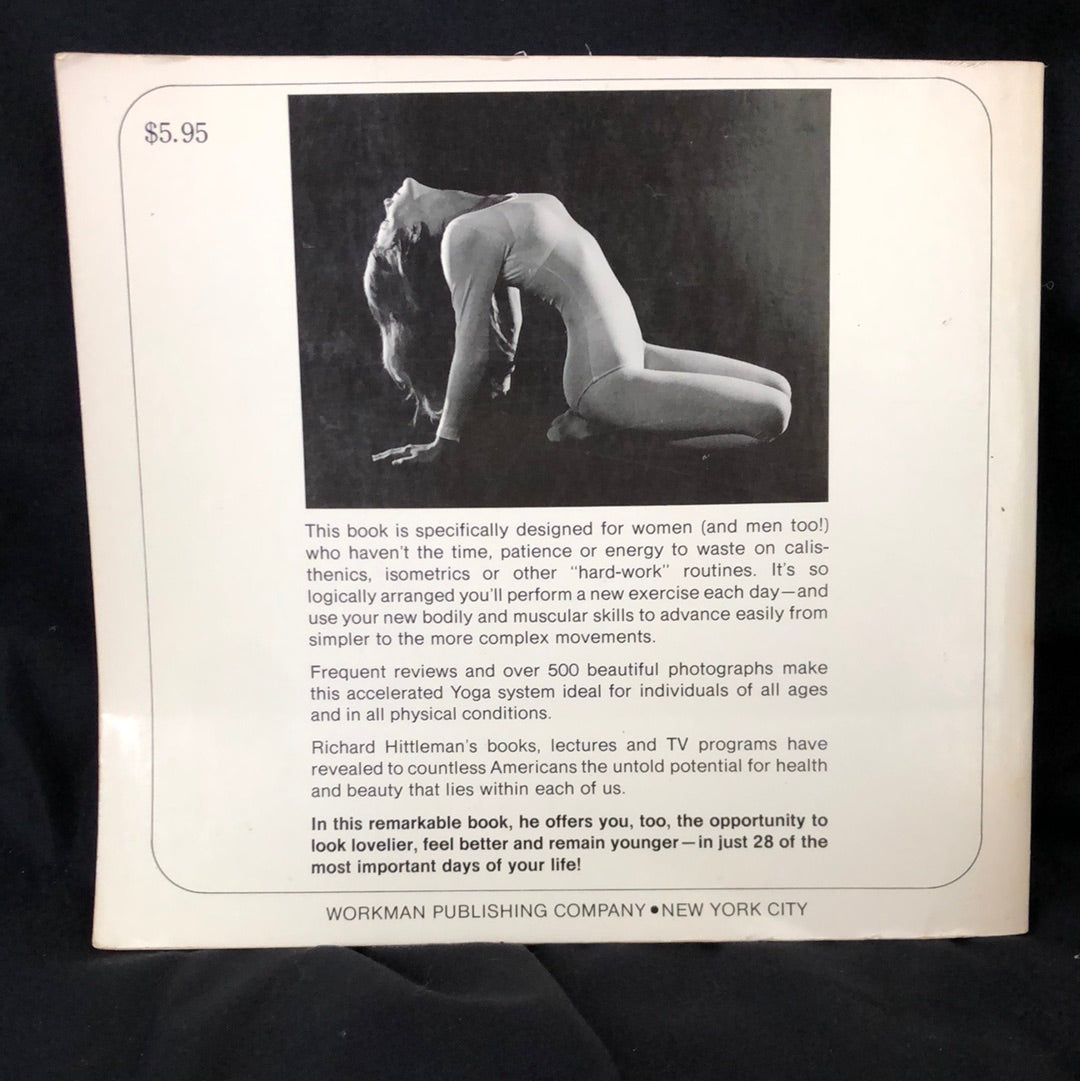 $5.95
This book is specifically designed for women (and men too!)
who haven't the time, patience or energy to waste on calis-
thenics, isometrics or other "hard-work" routines. It's so
logically arranged you'll perform a new exercise each day—and
use your new bodily and muscular skills to advance easily from
simpler to the more complex movements.
Frequent reviews and over 500 beautiful photographs make
this accelerated Yoga system ideal for individuals of all ages
and in all physical conditions.
Richard Hittleman's books, lectures and TV programs have
revealed to countless Americans the untold potential for health
and beauty that lies within each of us.
In this remarkable book, he offers you, too, the opportunity to
look lovelier, feel better and remain younger—in just 28 of the
most important days of your life!
WORKMAN PUBLISHING COMPANY●NEW YORK CITY